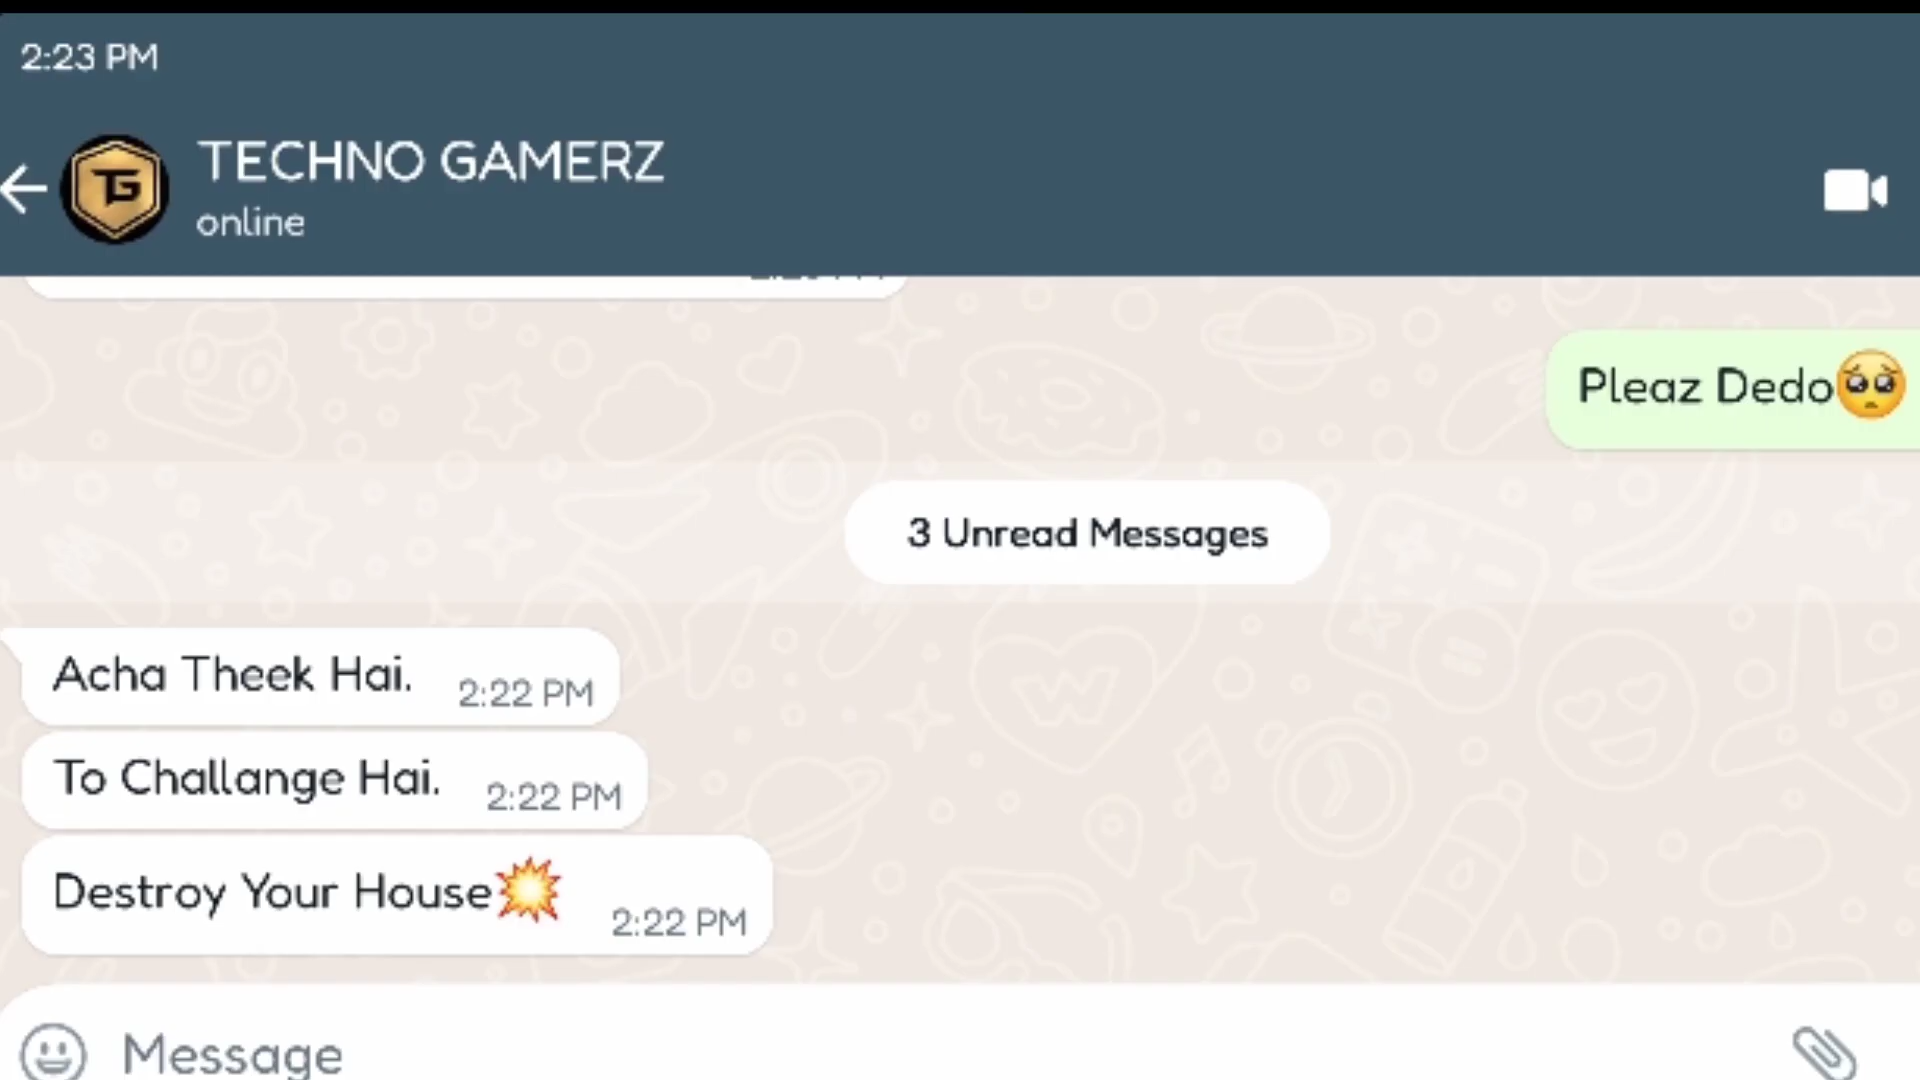 2:23 PM
TG
TECHNO GAMERZ
online
Pleaz Dedo🥺
3 Unread Messages
Acha Theek Hai. 2:22 PM
To Challange Hai. 2:22 PM
Destroy Your House💥 2:22 PM
Message